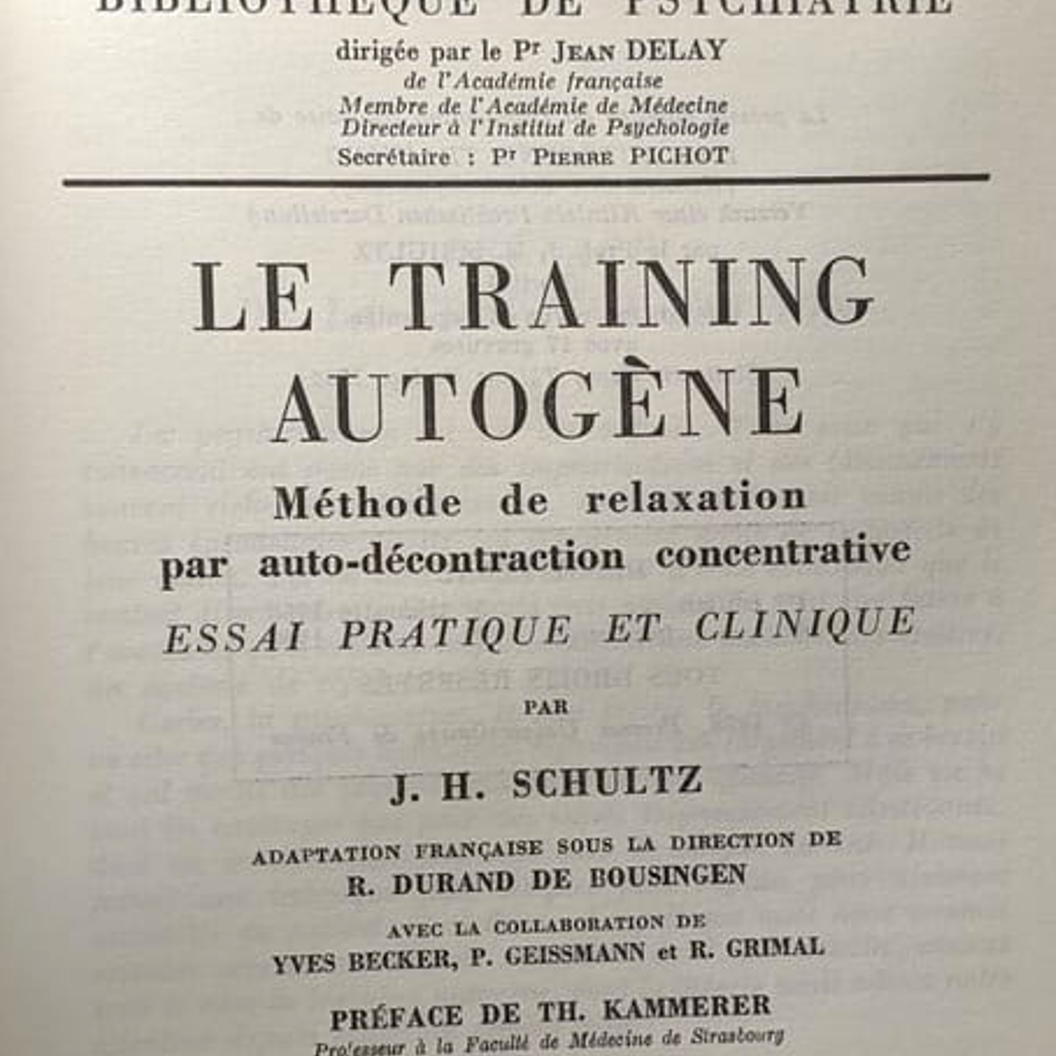 BIBLIOTHÈQUE DE PSYCHIATRIE
dirigée par le Pr JEAN DELAY
de l'Académie française
Membre de l'Académie de Médecine
Directeur à l'Institut de Psychologie
Secrétaire : Pr PIERRE PICHOT
LE TRAINING
AUTOGÈNE
Méthode de relaxation
par auto-décontraction concentrative
ESSAI PRATIQUE ET CLINIQUE
PAR
J. H. SCHULTZ
ADAPTATION FRANÇAISE SOUS LA DIRECTION DE
R. DURAND DE BOUSINGEN
AVEC LA COLLABORATION DE
YVES BECKER, P. GEISSMANN et R. GRIMAL
PRÉFACE DE TH. KAMMERER
Professeur à la Faculté de Médecine de Strasbourg